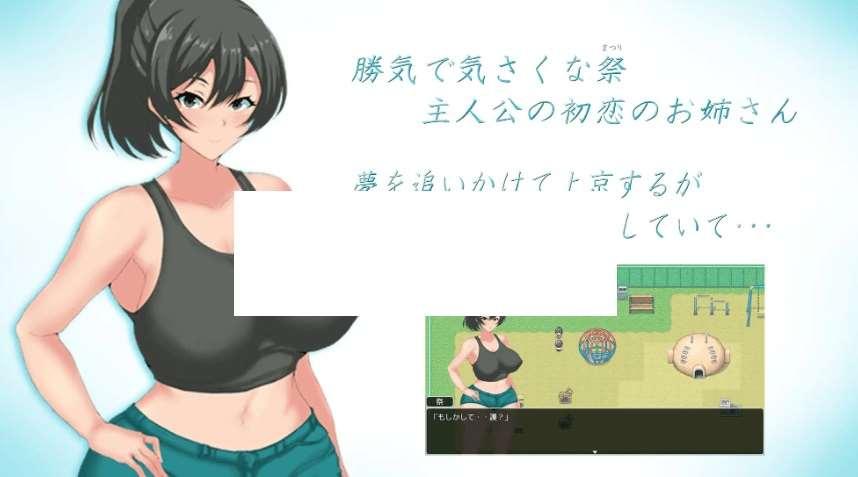 まつり
勝気で気さくな祭
主人公の初恋のお姉さん
夢を追いかけて上京するが
していて・・・
祭
「もしかして・・護？」